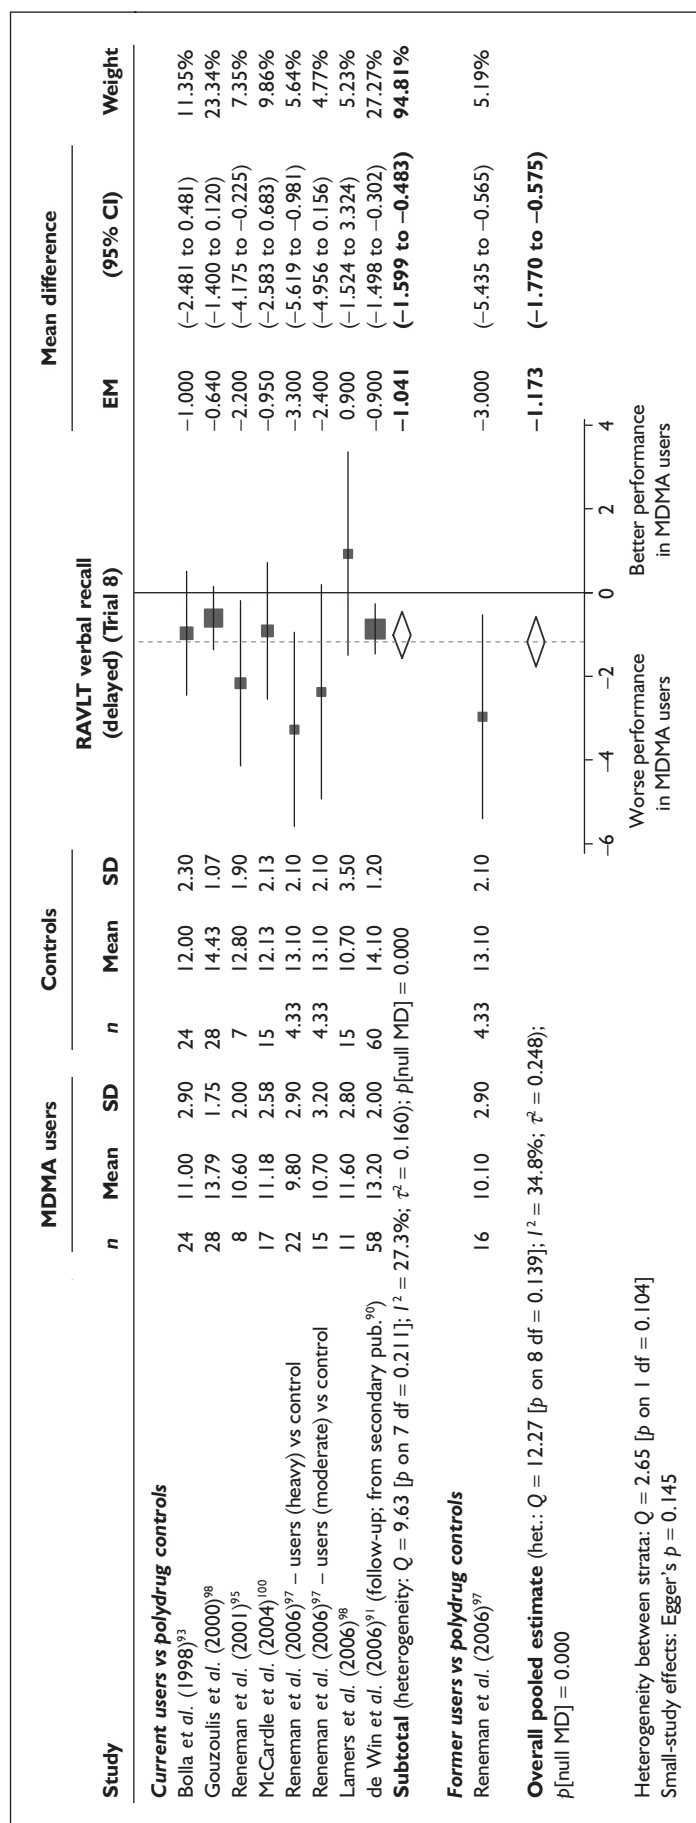 MDMA users Controls RAVLT verbal recall Mean difference
Study n Mean SD n Mean SD (delayed) (Trial 8) EM (95% CI) Weight
Current users vs polydrug controls
Bolla et al. (1998)93 24 11.00 2.90 24 12.00 2.30 −1.000 (−2.481 to 0.481) 11.35%
Gouzoulis et al. (2000)98 28 13.79 1.75 28 14.43 1.07 −0.640 (−1.400 to 0.120) 23.34%
Reneman et al. (2001)95 8 10.60 2.00 7 12.80 1.90 −2.200 (−4.175 to −0.225) 7.35%
McCardle et al. (2004)100 17 11.18 2.58 15 12.13 2.13 −0.950 (−2.583 to 0.683) 9.86%
Reneman et al. (2006)97 – users (heavy) vs control 22 9.80 2.90 4.33 13.10 2.10 −3.300 (−5.619 to −0.981) 5.64%
Reneman et al. (2006)97 – users (moderate) vs control 15 10.70 3.20 4.33 13.10 2.10 −2.400 (−4.956 to 0.156) 4.77%
Lamers et al. (2006)98 11 11.60 2.80 15 10.70 3.50 0.900 (−1.524 to 3.324) 5.23%
de Win et al. (2006)91 (follow-up; from secondary pub.90) 58 13.20 2.00 60 14.10 1.20 −0.900 (−1.498 to −0.302) 27.27%
Subtotal (heterogeneity: Q = 9.63 [p on 7 df = 0.211]; I2 = 27.3%; τ2 = 0.160); p[null MD] = 0.000 −1.041 (−1.599 to −0.483) 94.81%
Former users vs polydrug controls
Reneman et al. (2006)97 16 10.10 2.90 4.33 13.10 2.10 −3.000 (−5.435 to −0.565) 5.19%
Overall pooled estimate (het.: Q = 12.27 [p on 8 df = 0.139]; I2 = 34.8%; τ2 = 0.248); −1.173 (−1.770 to −0.575)
p[null MD] = 0.000
−6 −4 −2 0 2 4
Heterogeneity between strata: Q = 2.65 [p on 1 df = 0.104] Worse performance Better performance
Small-study effects: Egger's p = 0.145 in MDMA users in MDMA users